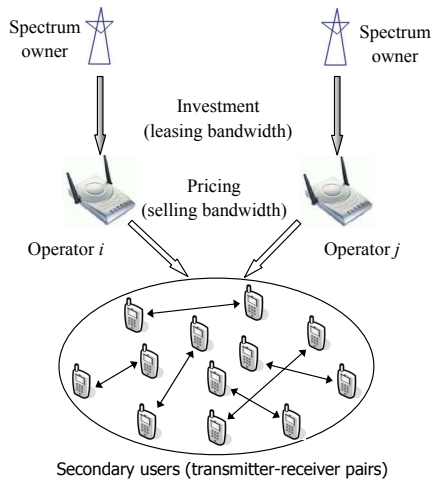 Spectrum
owner
Spectrum
owner
Investment
(leasing bandwidth)
Pricing
(selling bandwidth)
Operator i
Operator j
Secondary users (transmitter-receiver pairs)